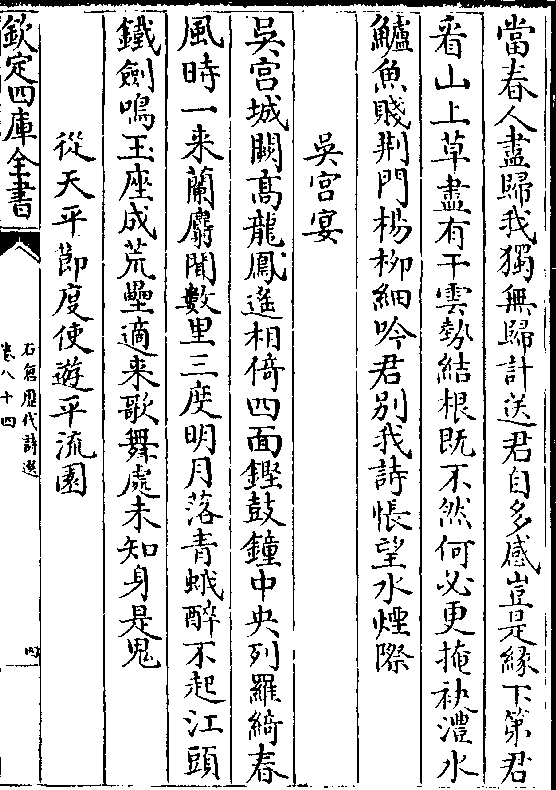 當春人盡歸我獨無歸計送君自多感豈是緣下第君
看山上草盡有干雲勢結根既不然何必更掩袂澧水
鱸魚賤荆門楊柳細吟君别我詩悵望水煙際
吳宫宴
吳宫城闕髙龍鳳遥相倚四面鏗鼓鐘中央列羅綺春
風時一来蘭麝聞數里三度明月落青蛾醉不起江頭
鐵劍鳴玉座成荒壘適来歌舞處未知身是鬼
從天平節度使遊平流園
欽定四庫全書
石倉歴代詩選
卷八十四
四